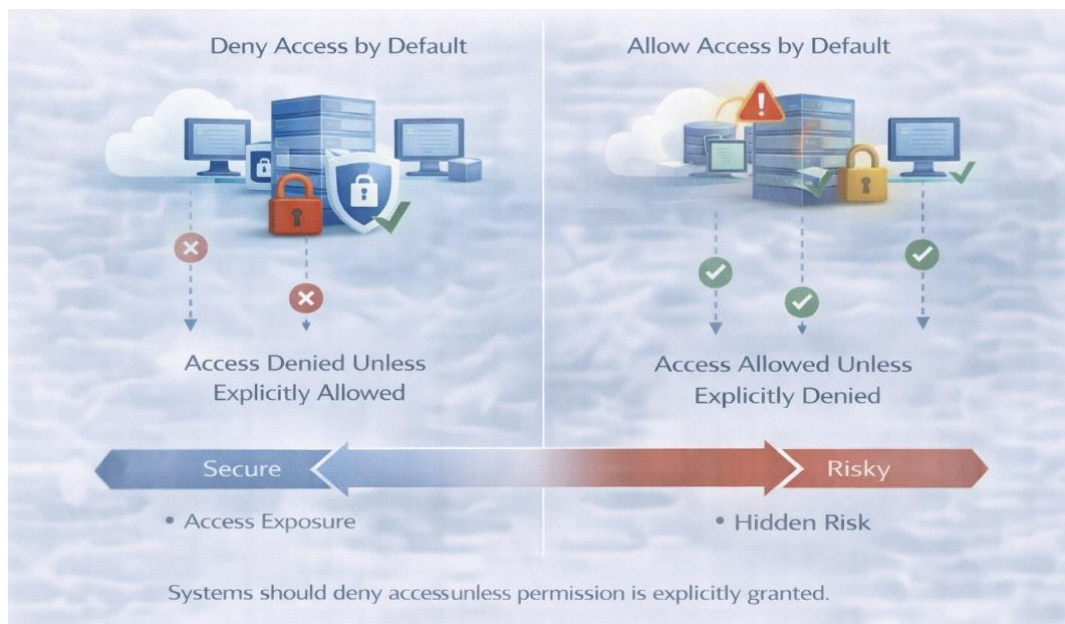 Deny Access by Default
Allow Access by Default
Access Denied Unless
Explicitly Allowed
Access Allowed Unless
Explicitly Denied
Secure
Risky
• Access Exposure
• Hidden Risk
Systems should deny accessunless permission is explicitly granted.